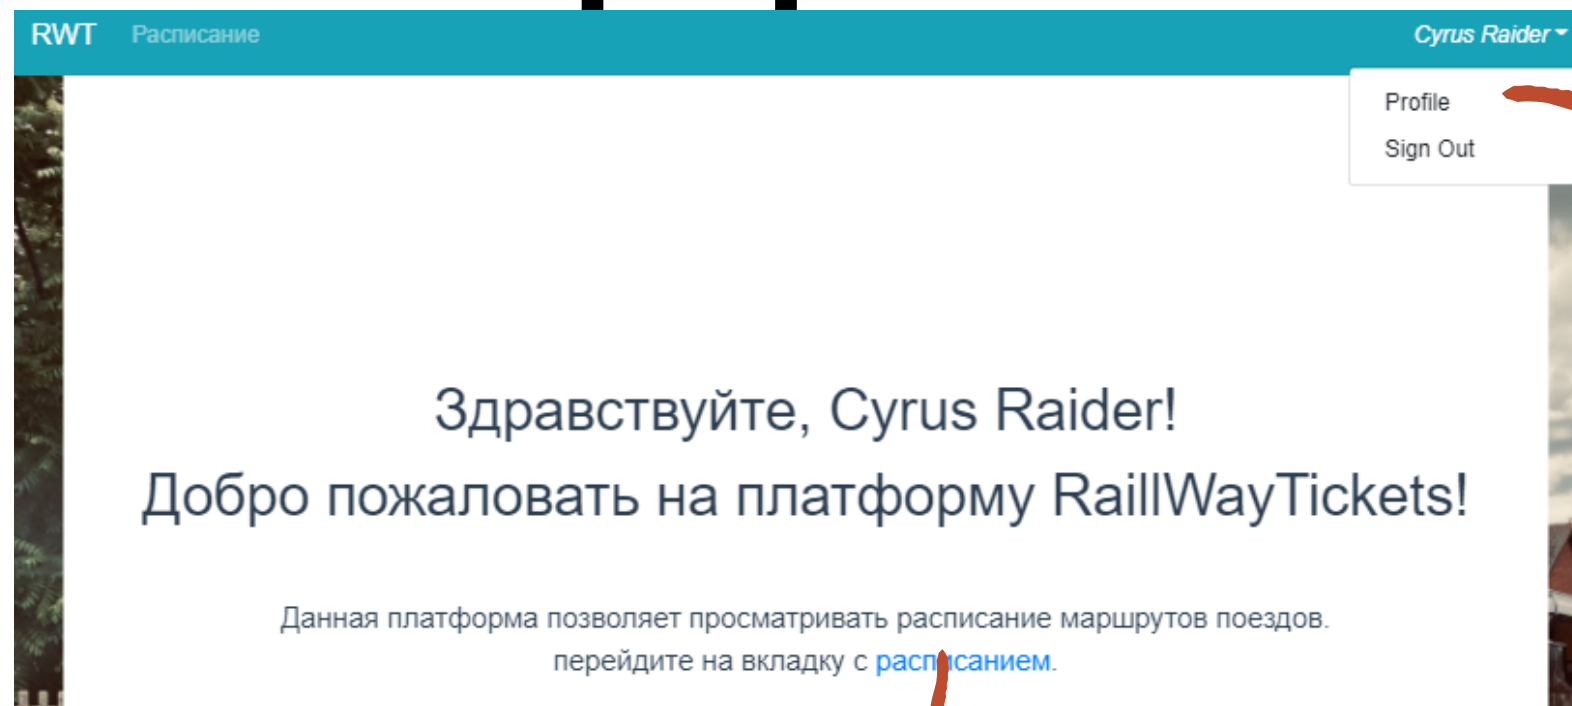 RWT Расписание Cyrus Raider
Profile
Sign Out
Здравствуйте, Cyrus Raider!
Добро пожаловать на платформу RaillWayTickets!
Данная платформа позволяет просматривать расписание маршрутов поездов.
перейдите на вкладку с расписанием.